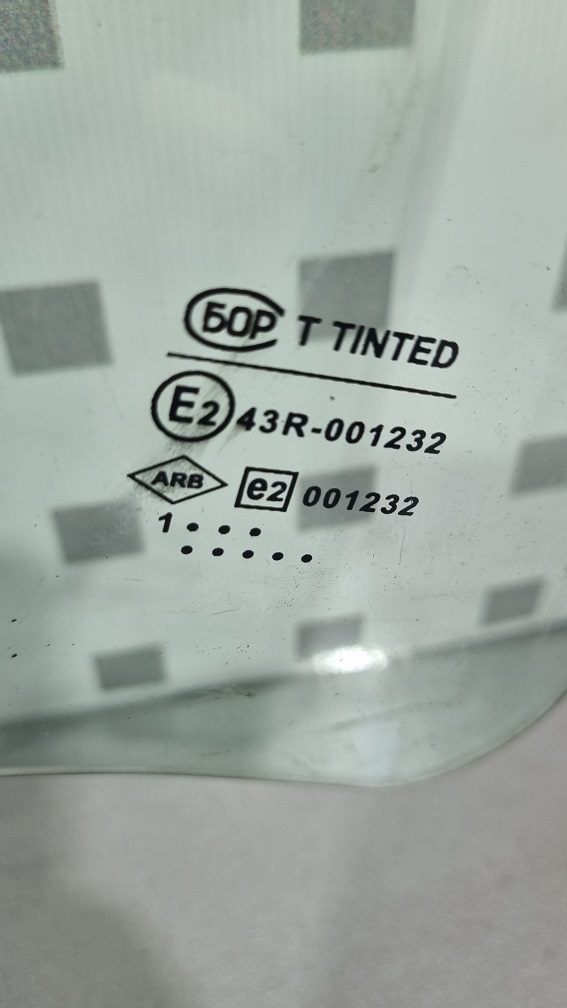 БОР T TINTED
E2 43R-001232
ARB e2 001232
1 • • •
• • • • •